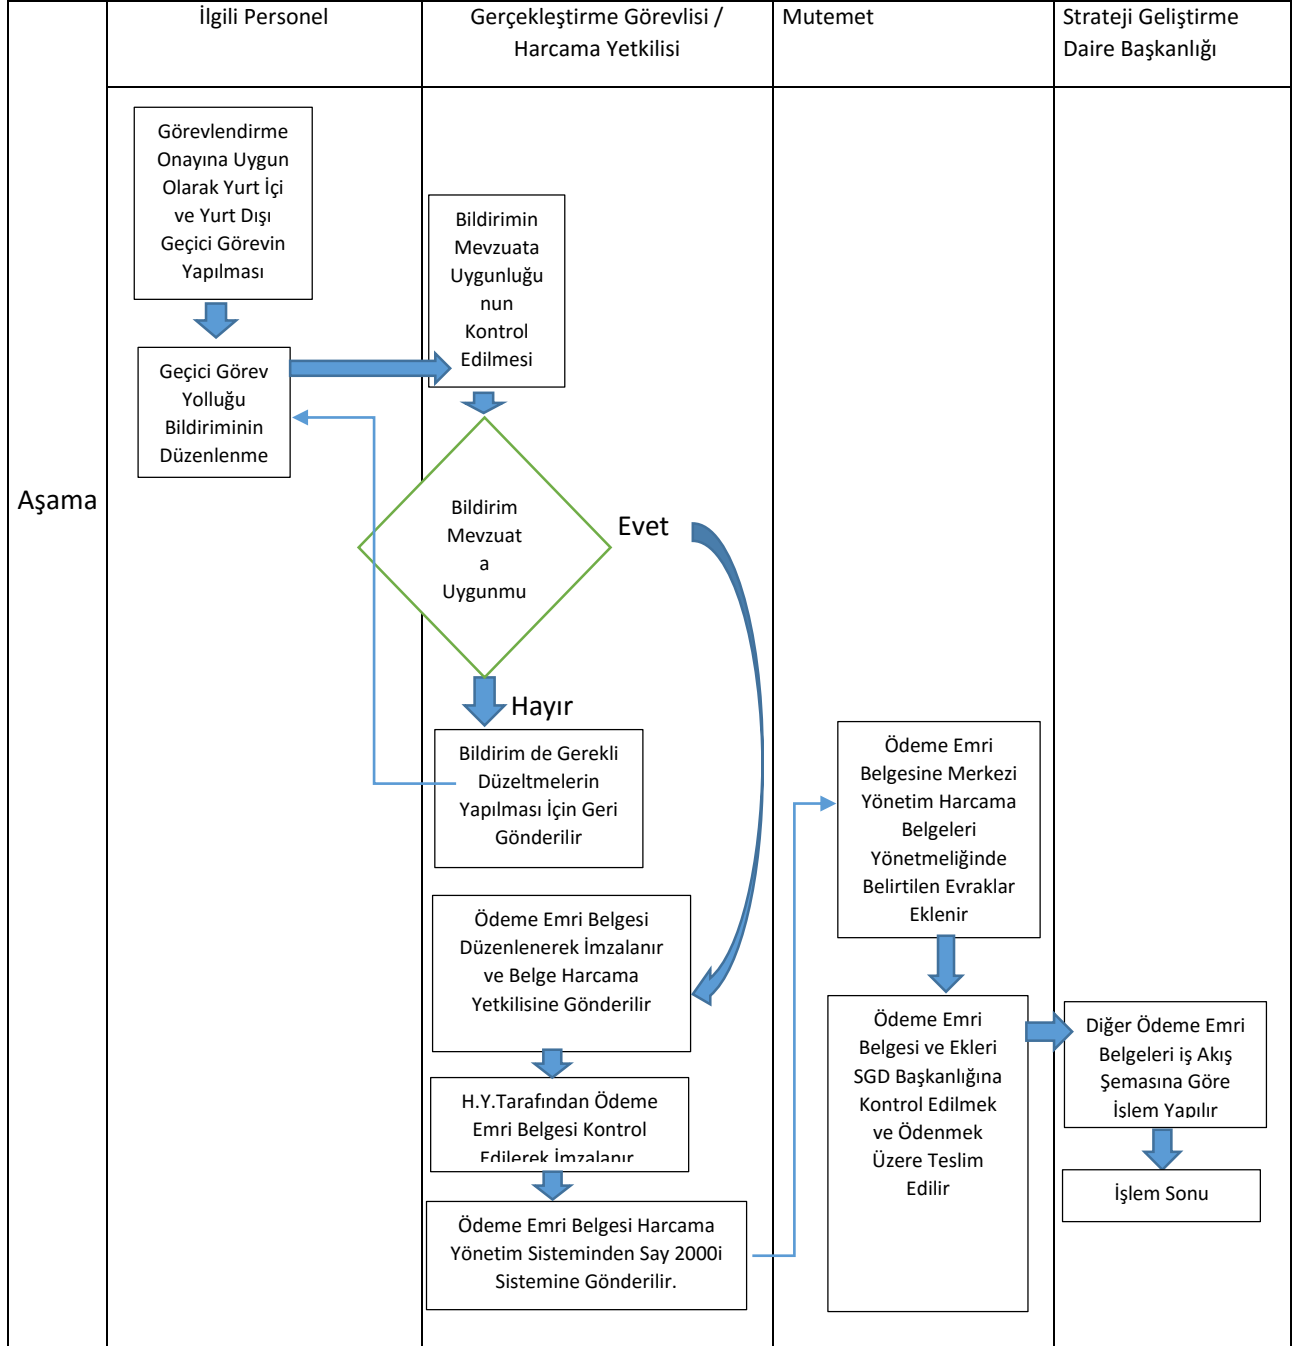 İlgili Personel
Gerçekleştirme Görevlisi /
Harcama Yetkilisi
Mutemet
Strateji Geliştirme
Daire Başkanlığı
Aşama
Görevlendirme
Onayına Uygun
Olarak Yurt İçi
ve Yurt Dışı
Geçici Görevin
Yapılması
Geçici Görev
Yolluğu
Bildiriminin
Düzenlenme
Bildirimin
Mevzuata
Uygunluğu
nun
Kontrol
Edilmesi
Bildirim
Mevzuat
a
Uygunmu
Evet
Hayır
Bildirim de Gerekli
Düzeltmelerin
Yapılması İçin Geri
Gönderilir
Ödeme Emri Belgesi
Düzenlenerek İmzalanır
ve Belge Harcama
Yetkilisine Gönderilir
H.Y.Tarafından Ödeme
Emri Belgesi Kontrol
Edilerek İmzalanır
Ödeme Emri Belgesi Harcama
Yönetim Sisteminden Say 2000i
Sistemine Gönderilir.
Ödeme Emri
Belgesine Merkezi
Yönetim Harcama
Belgeleri
Yönetmeliğinde
Belirtilen Evraklar
Eklenir
Ödeme Emri
Belgesi ve Ekleri
SGD Başkanlığına
Kontrol Edilmek
ve Ödenmek
Üzere Teslim
Edilir
Diğer Ödeme Emri
Belgeleri iş Akış
Şemasına Göre
İşlem Yapılır
İşlem Sonu